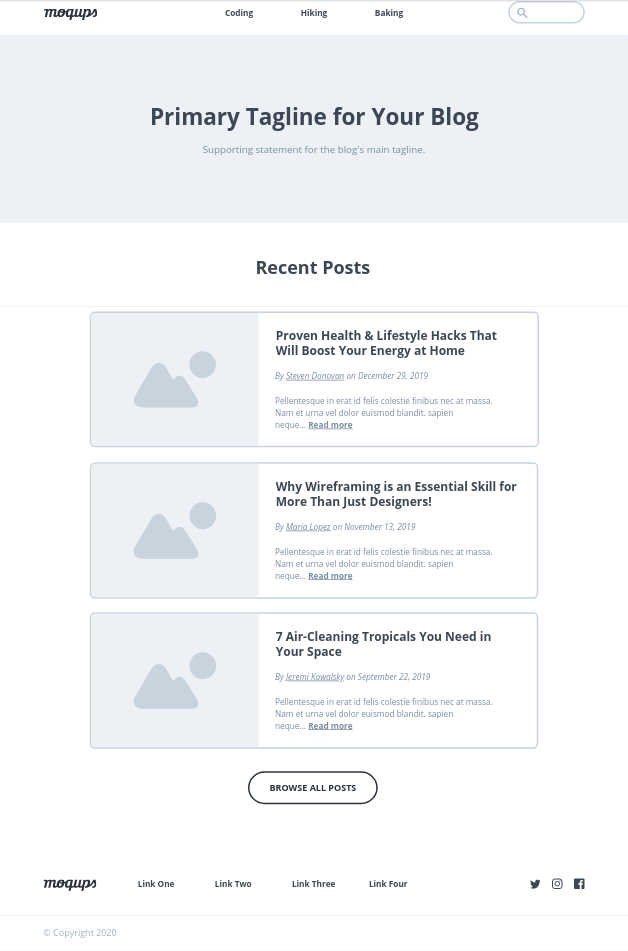 moqups
Coding
Hiking
Baking
Primary Tagline for Your Blog
Supporting statement for the blog's main tagline.
Recent Posts
Proven Health & Lifestyle Hacks That
Will Boost Your Energy at Home
By Steven Donovan on December 29, 2019
Pellentesque in erat id felis colestie finibus nec at massa.
Nam et urna vel dolor euismod blandit. sapien
neque... Read more
Why Wireframing is an Essential Skill for
More Than Just Designers!
By Maria Lopez on November 13, 2019
Pellentesque in erat id felis colestie finibus nec at massa.
Nam et urna vel dolor euismod blandit. sapien
neque... Read more
7 Air-Cleaning Tropicals You Need in
Your Space
By Jeremi Kowalsky on September 22, 2019
Pellentesque in erat id felis colestie finibus nec at massa.
Nam et urna vel dolor euismod blandit. sapien
neque... Read more
BROWSE ALL POSTS
moqups
Link One
Link Two
Link Three
Link Four
© Copyright 2020